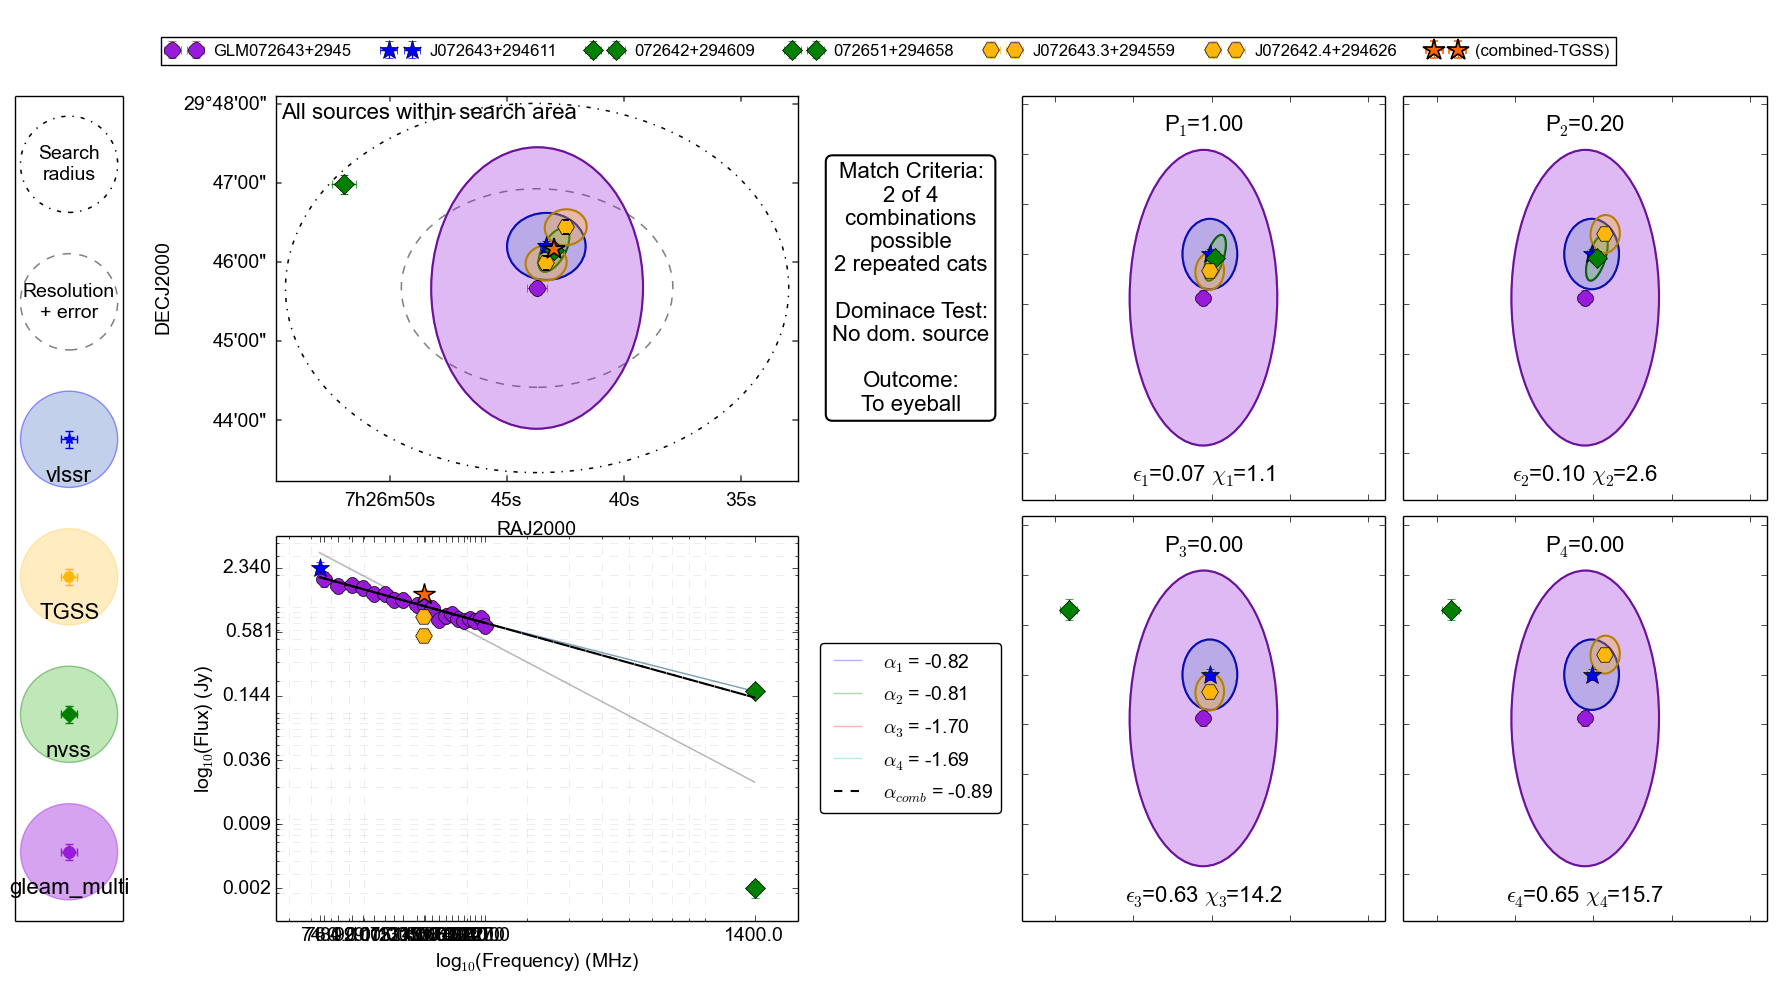 GLM072643+2945 J072643+294611 072642+294609 072651+294658 J072643.3+294559 J072642.4+294626 (combined-TGSS)
Search
radius
Resolution
+ error
vlssr
TGSS
nvss
gleam_multi
All sources within search area
29°48'00"
47'00"
46'00"
45'00"
44'00"
DECJ2000
7h26m50s 45s 40s 35s
RAJ2000
Match Criteria:
2 of 4
combinations
possible
2 repeated cats
Dominace Test:
No dom. source
Outcome:
To eyeball
P₁=1.00
ϵ₁=0.07 χ₁=1.1
P₂=0.20
ϵ₂=0.10 χ₂=2.6
P₃=0.00
ϵ₃=0.63 χ₃=14.2
P₄=0.00
ϵ₄=0.65 χ₄=15.7
2.340
0.581
0.144
0.036
0.009
0.002
log₁₀(Flux) (Jy)
1400.0
log₁₀(Frequency) (MHz)
α₁ = -0.82
α₂ = -0.81
α₃ = -1.70
α₄ = -1.69
α_comb = -0.89